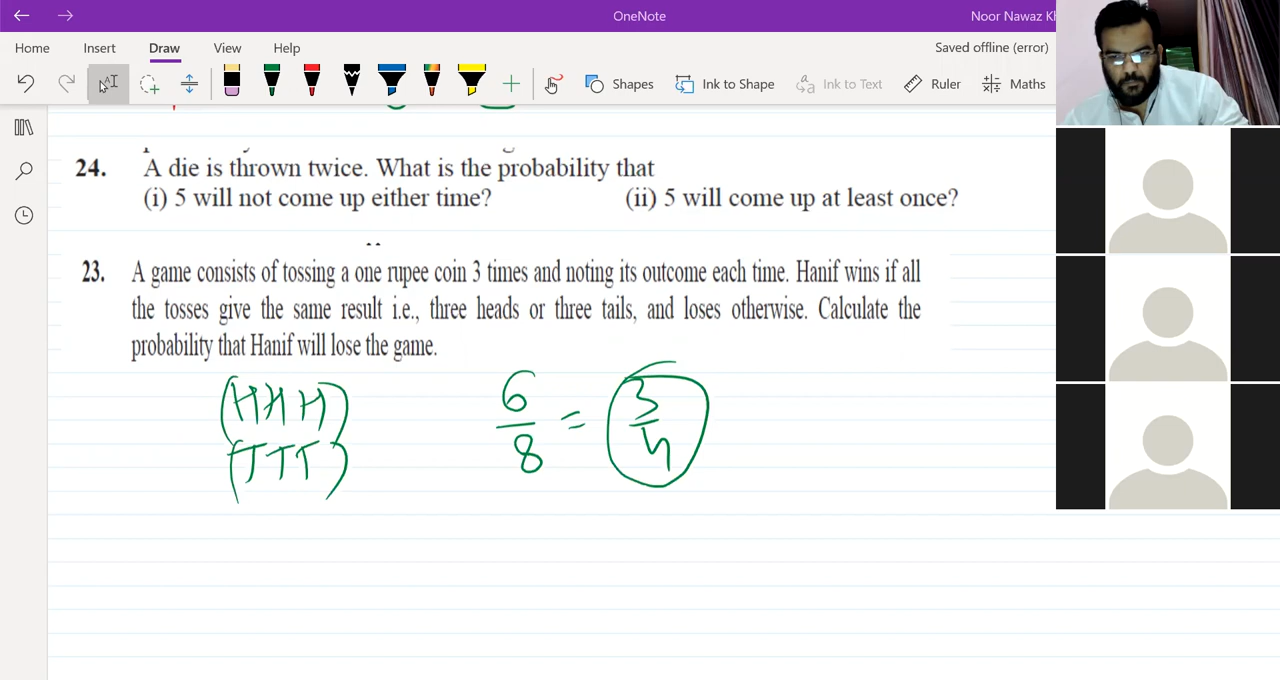 OneNote
Noor Nawaz Kh
Home Insert Draw View Help
Saved offline (error)
Shapes Ink to Shape Ink to Text Ruler Maths
24. A die is thrown twice. What is the probability that
(i) 5 will not come up either time? (ii) 5 will come up at least once?
23. A game consists of tossing a one rupee coin 3 times and noting its outcome each time. Hanif wins if all
the tosses give the same result i.e., three heads or three tails, and loses otherwise. Calculate the
probability that Hanif will lose the game.
(HHH)
(TTT)
6/8 = 3/4